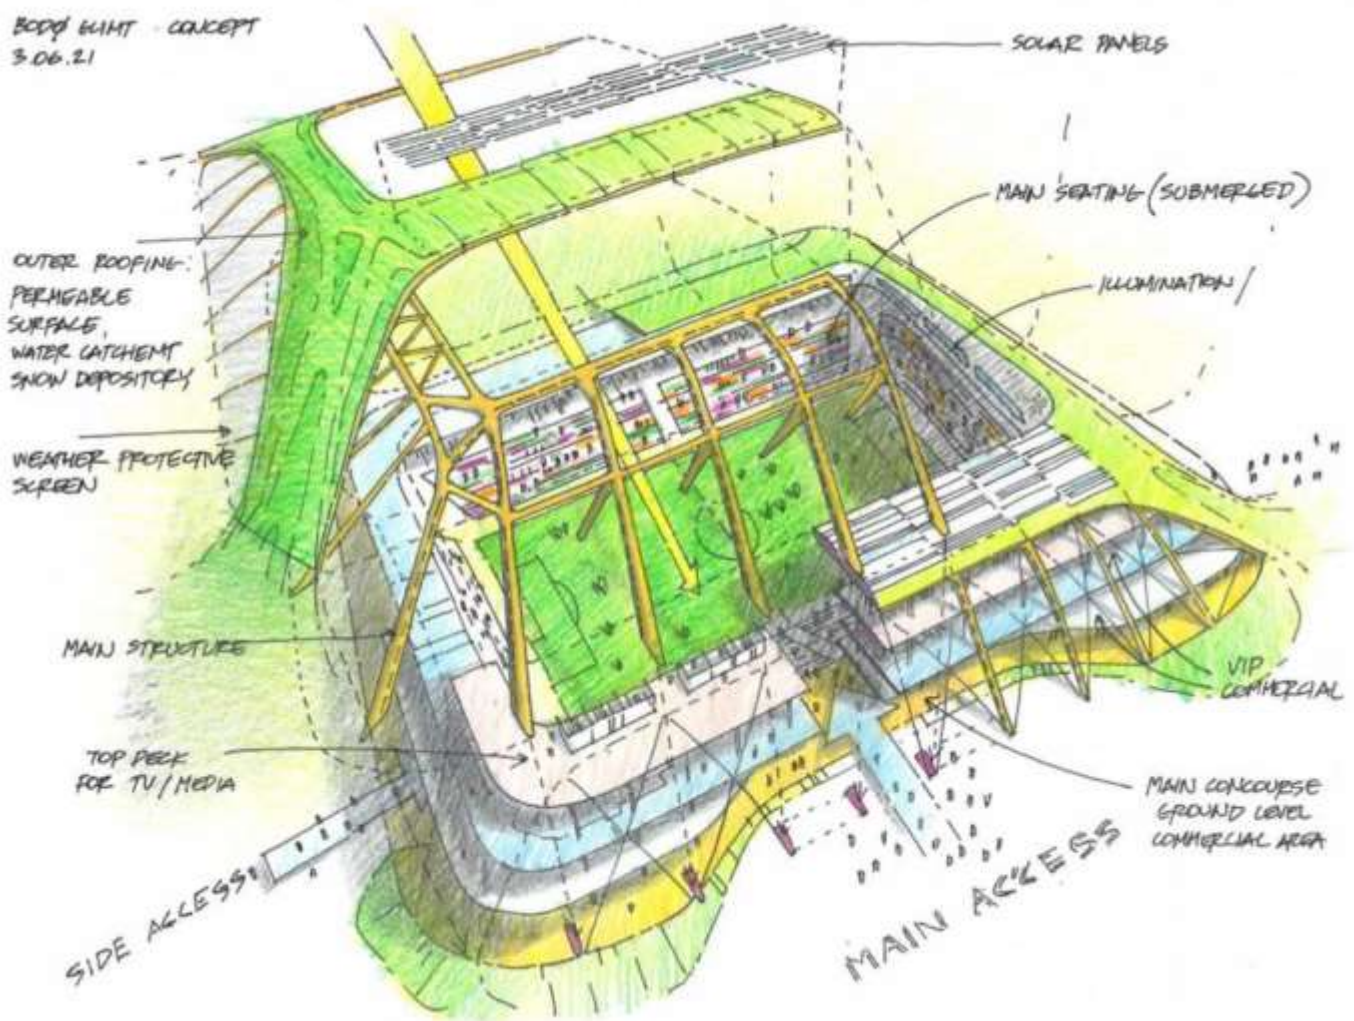 BODØ GLIMT - CONCEPT
3.06.21
SOLAR PANELS
MAIN SEATING (SUBMERGED)
ILLUMINATION/
OUTER ROOFING:
PERMEABLE
SURFACE,
WATER CATCHEMT
SNOW DEPOSITORY
WEATHER PROTECTIVE
SCREEN
MAIN STRUCTURE
TOP DECK
FOR TV/MEDIA
SIDE ACCESS
VIP
COMMERCIAL
MAIN CONCOURSE
GROUND LEVEL
COMMERCIAL AREA
MAIN ACCESS